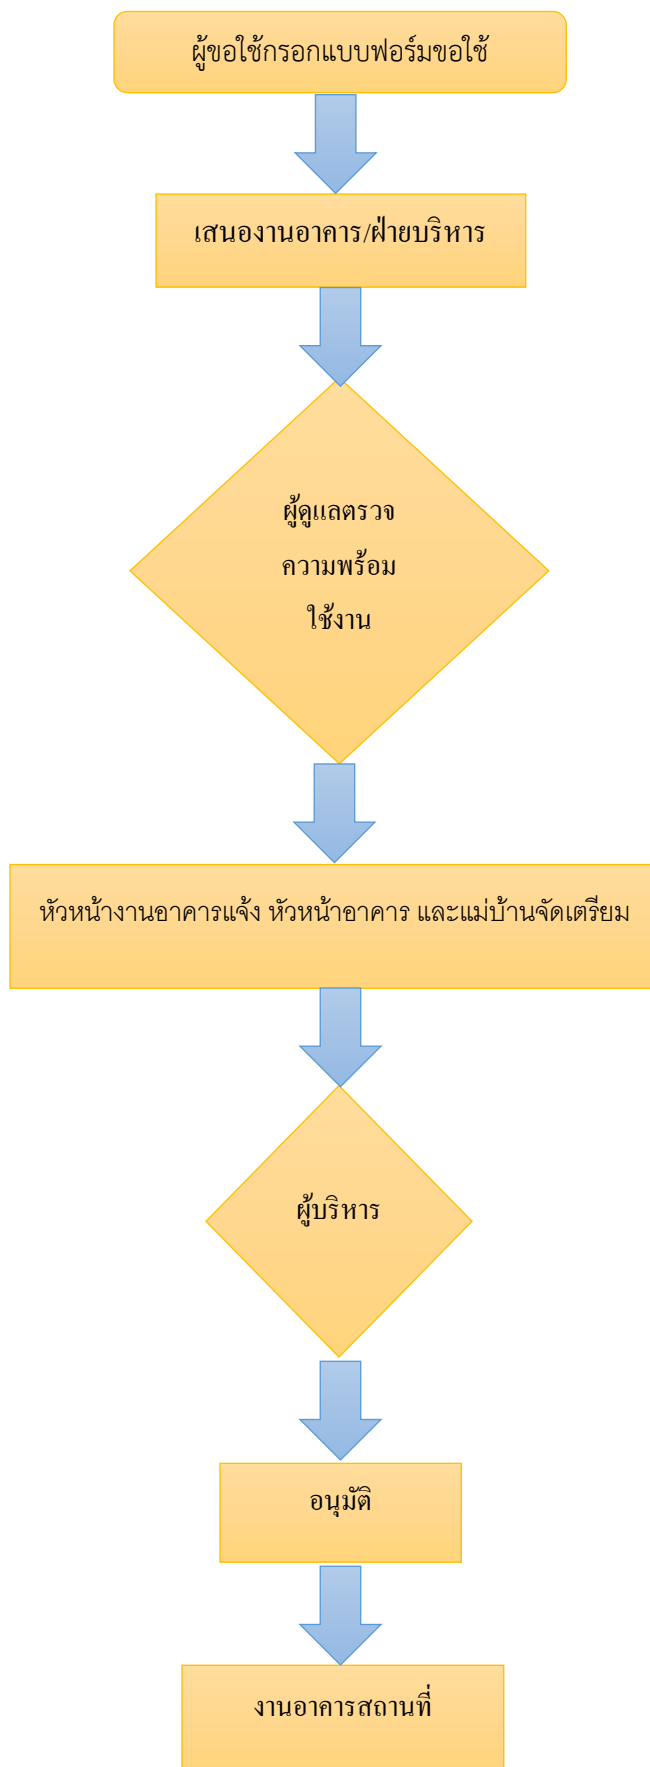 ผู้ขอใช้กรอกแบบฟอร์มขอใช้
เสนองานอาคาร/ฝ่ายบริหาร
ผู้ดูแลตรวจ
ความพร้อม
ใช้งาน
หัวหน้างานอาคารแจ้ง หัวหน้าอาคาร และแม่บ้านจัดเตรียม
ผู้บริหาร
อนุมัติ
งานอาคารสถานที่